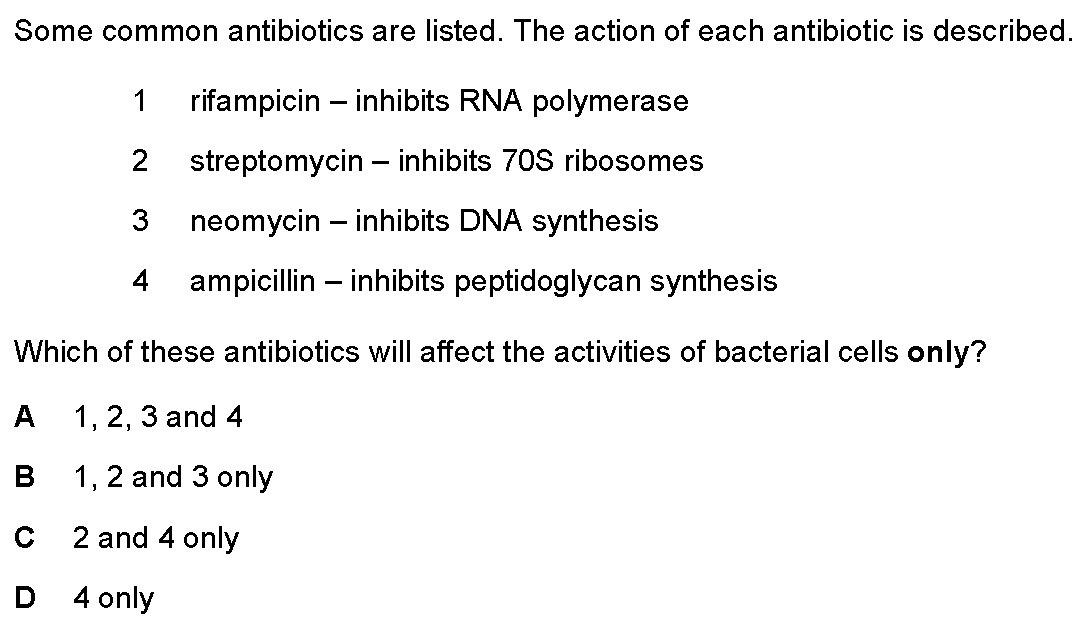 Some common antibiotics are listed. The action of each antibiotic is described.
1 rifampicin – inhibits RNA polymerase
2 streptomycin – inhibits 70S ribosomes
3 neomycin – inhibits DNA synthesis
4 ampicillin – inhibits peptidoglycan synthesis
Which of these antibiotics will affect the activities of bacterial cells only?
A 1, 2, 3 and 4
B 1, 2 and 3 only
C 2 and 4 only
D 4 only